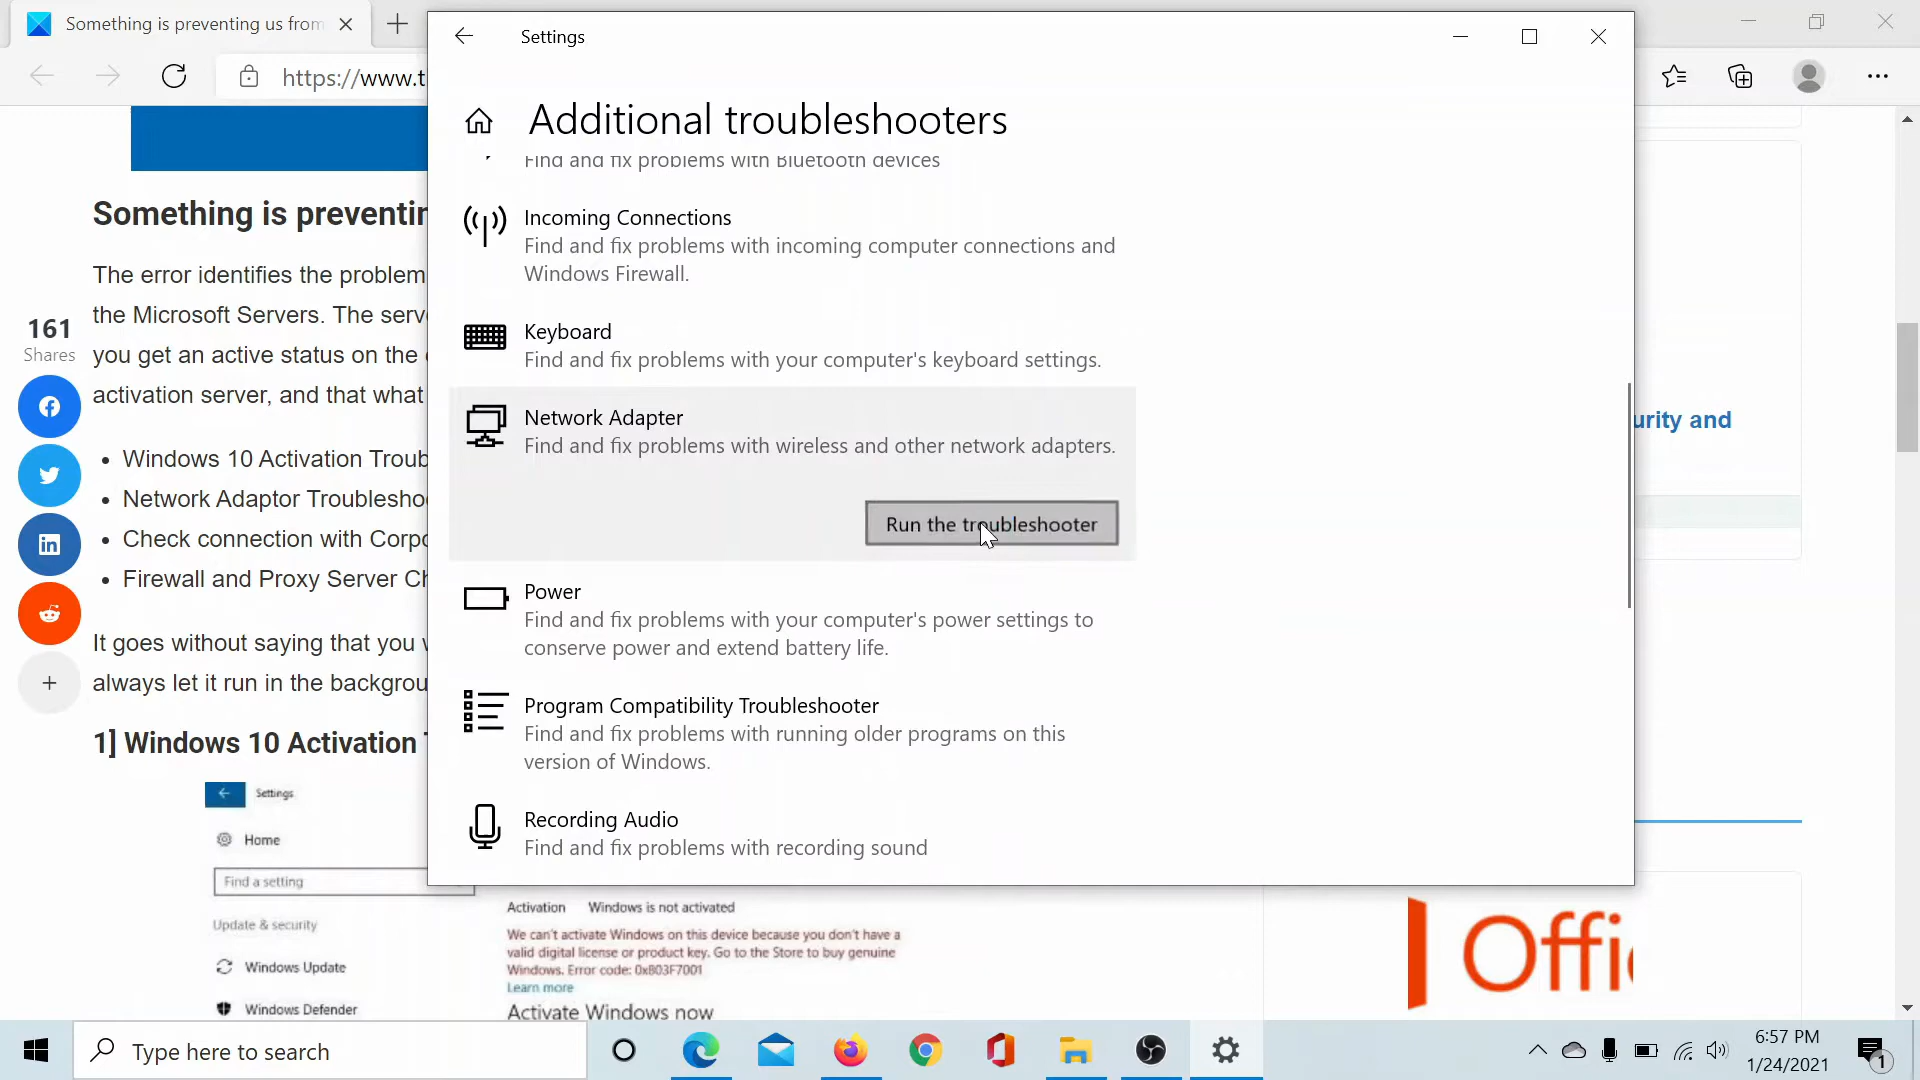 Something is preventing us from
https://www.t
Settings
Additional troubleshooters
Find and fix problems with Bluetooth devices
Incoming Connections
Find and fix problems with incoming computer connections and
Windows Firewall.
Keyboard
Find and fix problems with your computer's keyboard settings.
Network Adapter
Find and fix problems with wireless and other network adapters.
Run the troubleshooter
Power
Find and fix problems with your computer's power settings to
conserve power and extend battery life.
Program Compatibility Troubleshooter
Find and fix problems with running older programs on this
version of Windows.
Recording Audio
Find and fix problems with recording sound
Something is preventin
The error identifies the problem
the Microsoft Servers. The serv
you get an active status on the
activation server, and that what
161
Shares
• Windows 10 Activation Troub
• Network Adaptor Troublesho
• Check connection with Corp
• Firewall and Proxy Server Ch
It goes without saying that you
always let it run in the backgrou
1] Windows 10 Activation
Settings
Home
Find a setting
Update & security
Windows Update
Windows Defender
Activation Windows is not activated
We can't activate Windows on this device because you don't have a
valid digital license or product key. Go to the Store to buy genuine
Windows. Error code: 0x803F7001
Learn more
Activate Windows now
urity and
Offi
Type here to search
6:57 PM
1/24/2021
1